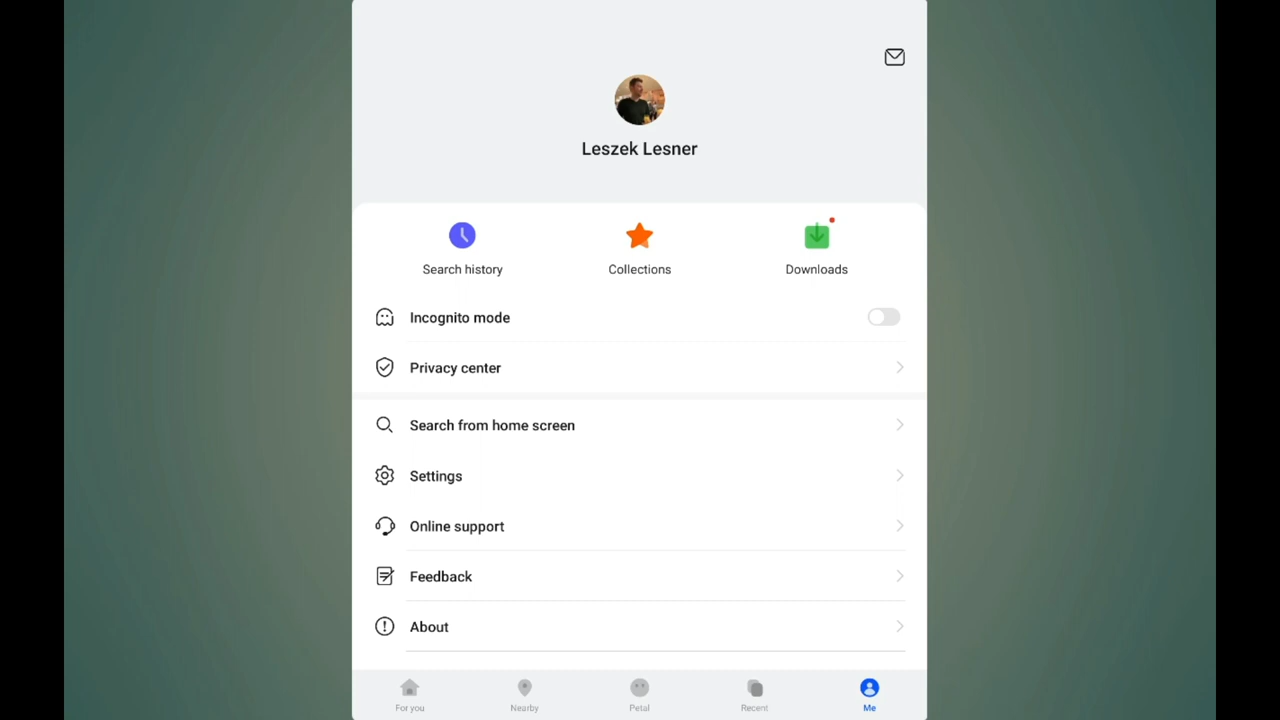 Leszek Lesner
Search history
Collections
Downloads
Incognito mode
Privacy center
Search from home screen
Settings
Online support
Feedback
About
For you
Nearby
Petal
Recent
Me